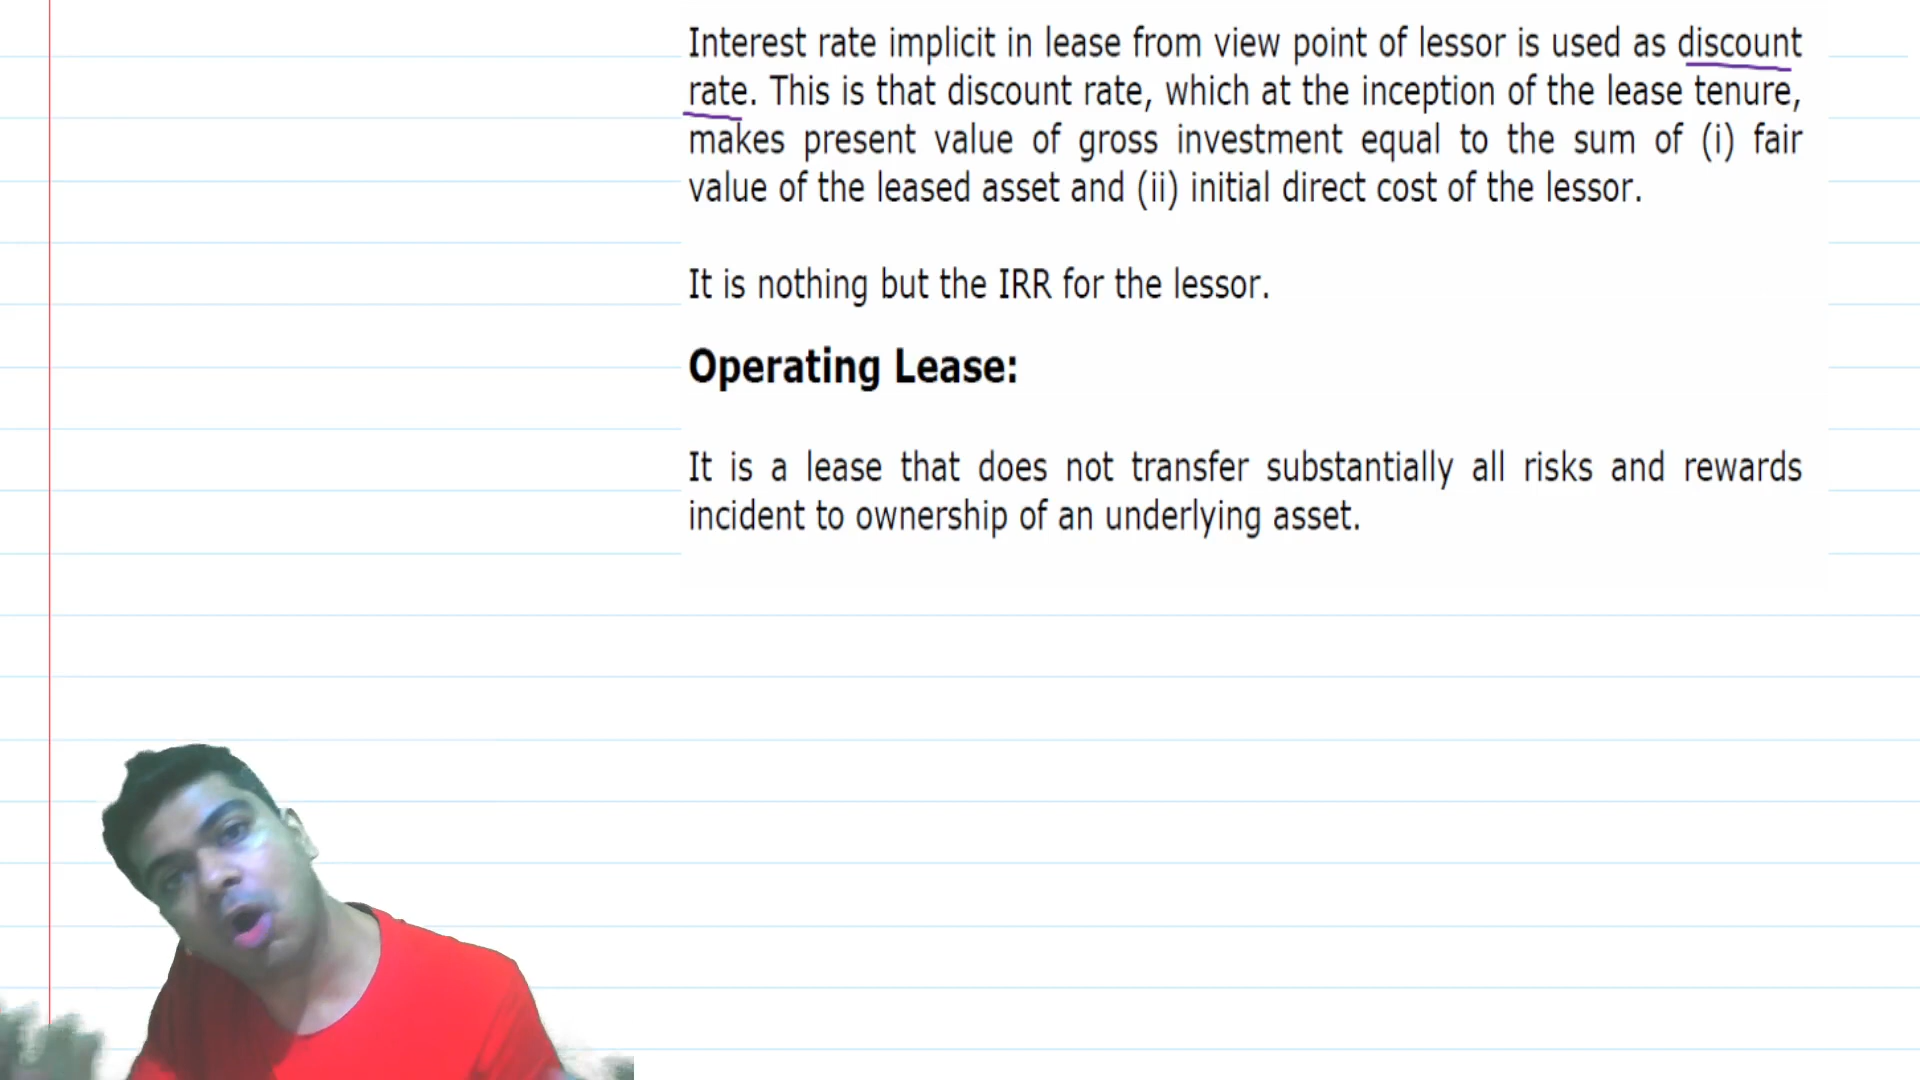 Interest rate implicit in lease from view point of lessor is used as discount
rate. This is that discount rate, which at the inception of the lease tenure,
makes present value of gross investment equal to the sum of (i) fair
value of the leased asset and (ii) initial direct cost of the lessor.
It is nothing but the IRR for the lessor.
Operating Lease:
It is a lease that does not transfer substantially all risks and rewards
incident to ownership of an underlying asset.